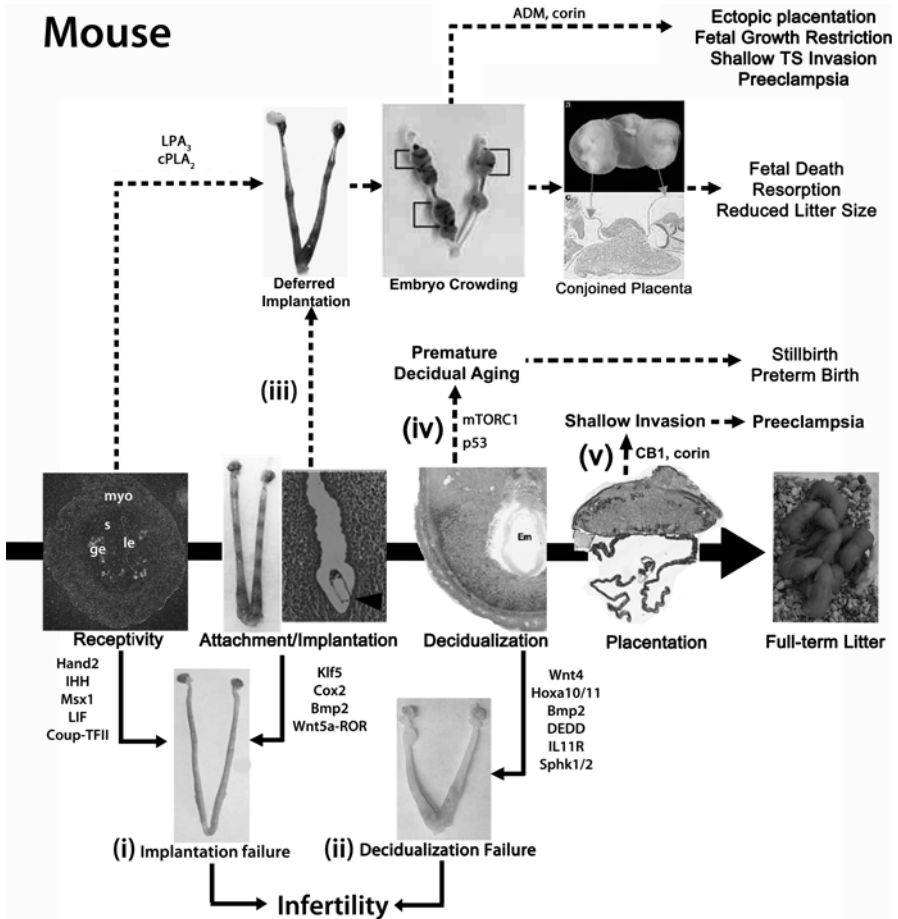 Mouse
ADM, corin
Ectopic placentation
Fetal Growth Restriction
Shallow TS Invasion
Preeclampsia
LPA₃
cPLA₂
Deferred
Implantation
Embryo Crowding
a
c
Conjoined Placenta
Fetal Death
Resorption
Reduced Litter Size
(iii)
Premature
Decidual Aging
Stillbirth
Preterm Birth
(iv)
mTORC1
p53
Shallow Invasion
Preeclampsia
(v)
CB1, corin
myo
s
ge
le
Em
Receptivity
Attachment/Implantation
Decidualization
Placentation
Full-term Litter
Hand2
IHH
Msx1
LIF
Coup-TFII
Klf5
Cox2
Bmp2
Wnt5a-ROR
Wnt4
Hoxa10/11
Bmp2
DEDD
IL11R
Sphk1/2
(i) Implantation failure
(ii) Decidualization Failure
Infertility